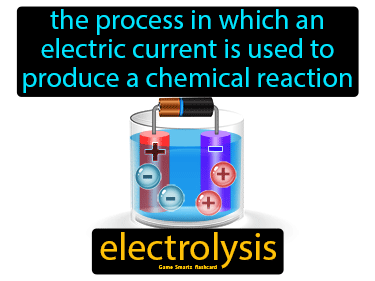 the process in which an
electric current is used to
produce a chemical reaction
+ −
− +
− +
electrolysis
Game Smartz flashcard